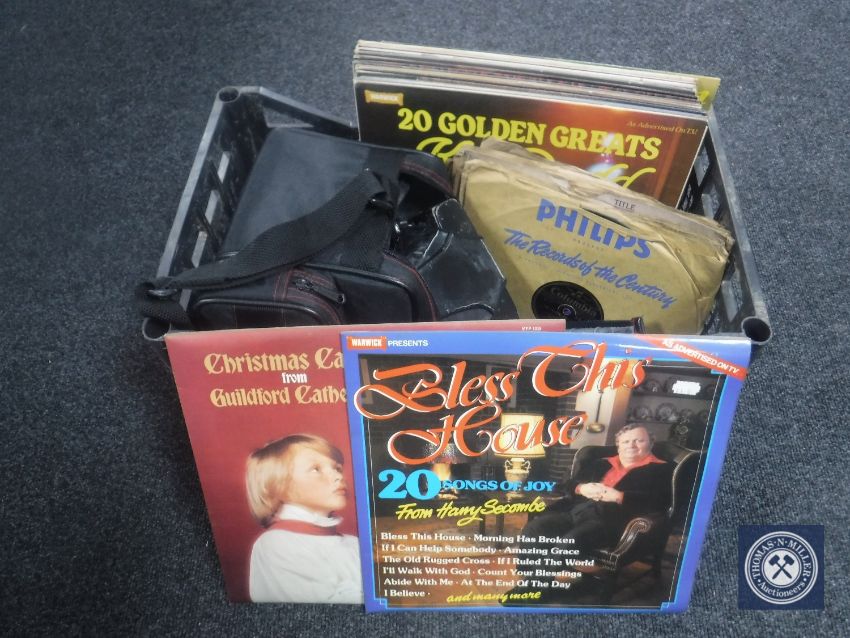 WARWICK
As Advertised On T.V.
20 GOLDEN GREATS
TITLE
PHILIPS
The Records of the Century
Columbia
Christmas Ca
from
Guildford Cathe
WARWICK PRESENTS
AS ADVERTISED ON TV
Bless This
House
20 SONGS OF JOY
From Harry Secombe
Bless This House · Morning Has Broken
If I Can Help Somebody · Amazing Grace
The Old Rugged Cross · If I Ruled The World
I'll Walk With God · Count Your Blessings
Abide With Me · At The End Of The Day
I Believe · and many more
THOMAS·N·MILLER
Auctioneers